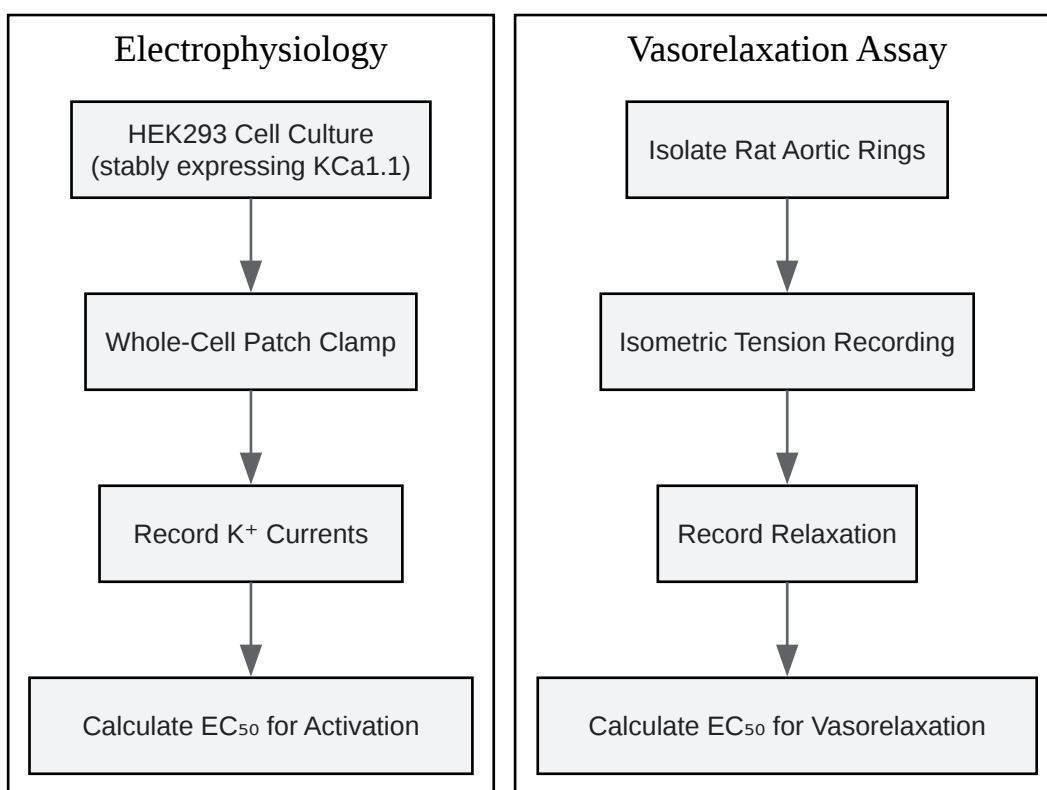 Electrophysiology
HEK293 Cell Culture
(stably expressing KCa1.1)
Whole-Cell Patch Clamp
Record K⁺ Currents
Calculate EC₅₀ for Activation
Vasorelaxation Assay
Isolate Rat Aortic Rings
Isometric Tension Recording
Record Relaxation
Calculate EC₅₀ for Vasorelaxation